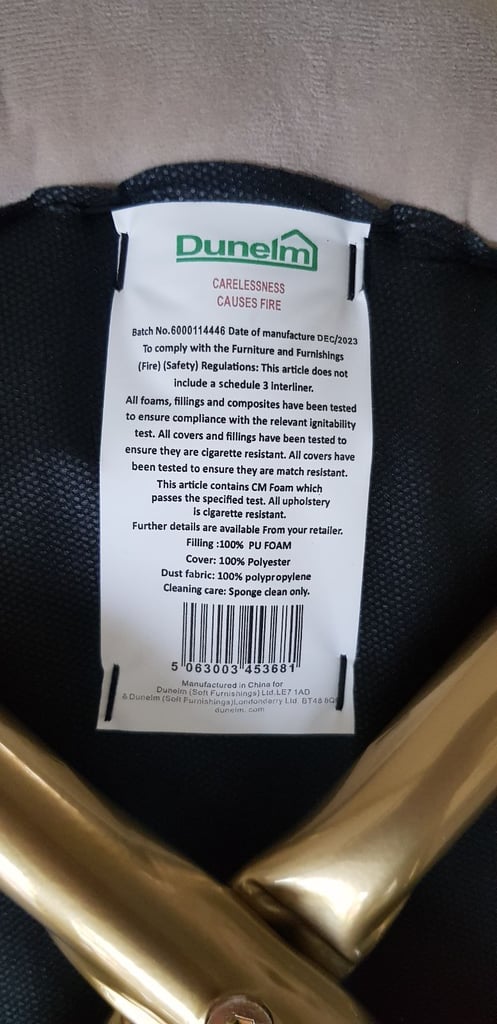 Dunelm
CARELESSNESS
CAUSES FIRE
Batch No.6000114446 Date of manufacture DEC/2023
To comply with the Furniture and Furnishings
(Fire) (Safety) Regulations: This article does not
include a schedule 3 interliner.
All foams, fillings and composites have been tested
to ensure compliance with the relevant ignitability
test. All covers and fillings have been tested to
ensure they are cigarette resistant. All covers have
been tested to ensure they are match resistant.
This article contains CM Foam which
passes the specified test. All upholstery
is cigarette resistant.
Further details are available From your retailer.
Filling :100% PU FOAM
Cover: 100% Polyester
Dust fabric: 100% polypropylene
Cleaning care: Sponge clean only.
5 063003 453681
Manufactured in China for
Dunelm (Soft Furnishings) Ltd.LE7 1AD
& Dunelm (Soft Furnishings)Londonderry Ltd. BT48
dunelm. com